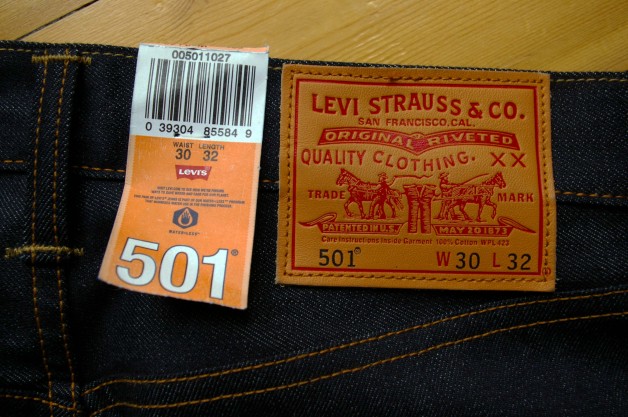 005011027
0 39304 85584 9
WAIST LENGTH
30 32
Levi's
WATER<LESS
501®
LEVI STRAUSS & CO.
SAN FRANCISCO, CAL.
ORIGINAL RIVETED
QUALITY CLOTHING. XX
TRADE MARK
PATENTED IN U.S. MAY 20 1873
Care Instructions Inside Garment 100% Cotton WPL 423
501® W 30 L 32